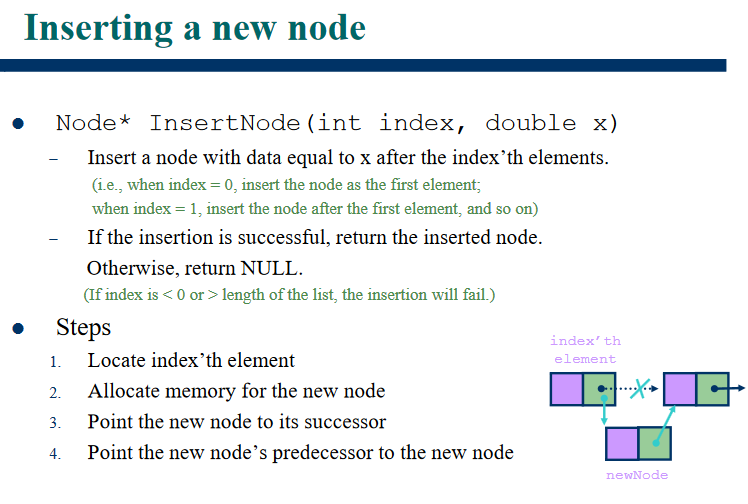 Inserting a new node
● Node* InsertNode(int index, double x)
– Insert a node with data equal to x after the index’th elements.
(i.e., when index = 0, insert the node as the first element;
when index = 1, insert the node after the first element, and so on)
– If the insertion is successful, return the inserted node.
Otherwise, return NULL.
(If index is < 0 or > length of the list, the insertion will fail.)
● Steps
1. Locate index’th element
2. Allocate memory for the new node
3. Point the new node to its successor
4. Point the new node’s predecessor to the new node
index’th
element
newNode